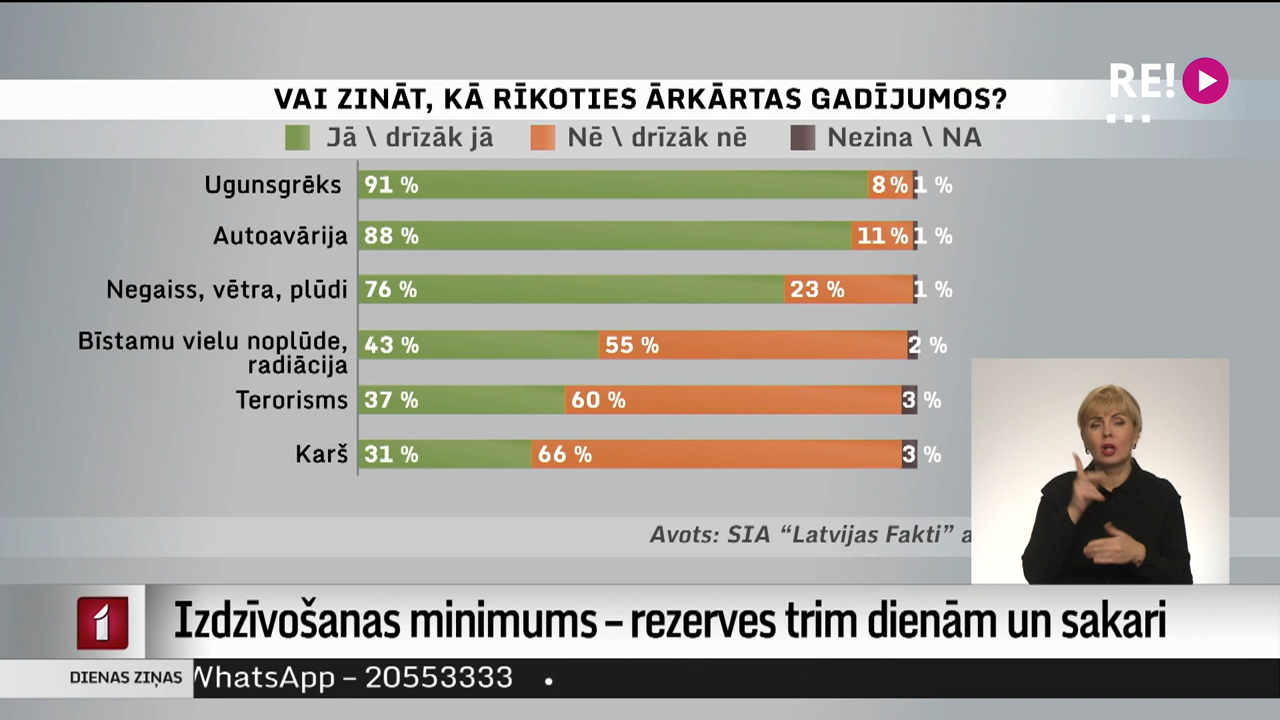 RE!
VAI ZINĀT, KĀ RĪKOTIES ĀRKĀRTAS GADĪJUMOS?
Jā \ drīzāk jā Nē \ drīzāk nē Nezina \ NA
Ugunsgrēks 91 % 8 % 1 %
Autoavārija 88 % 11 % 1 %
Negaiss, vētra, plūdi 76 % 23 % 1 %
Bīstamu vielu noplūde, 43 % 55 % 2 %
radiācija
Terorisms 37 % 60 % 3 %
Karš 31 % 66 % 3 %
Avots: SIA “Latvijas Fakti” a
1 Izdzīvošanas minimums – rezerves trim dienām un sakari
DIENAS ZIŅAS WhatsApp – 20553333 •